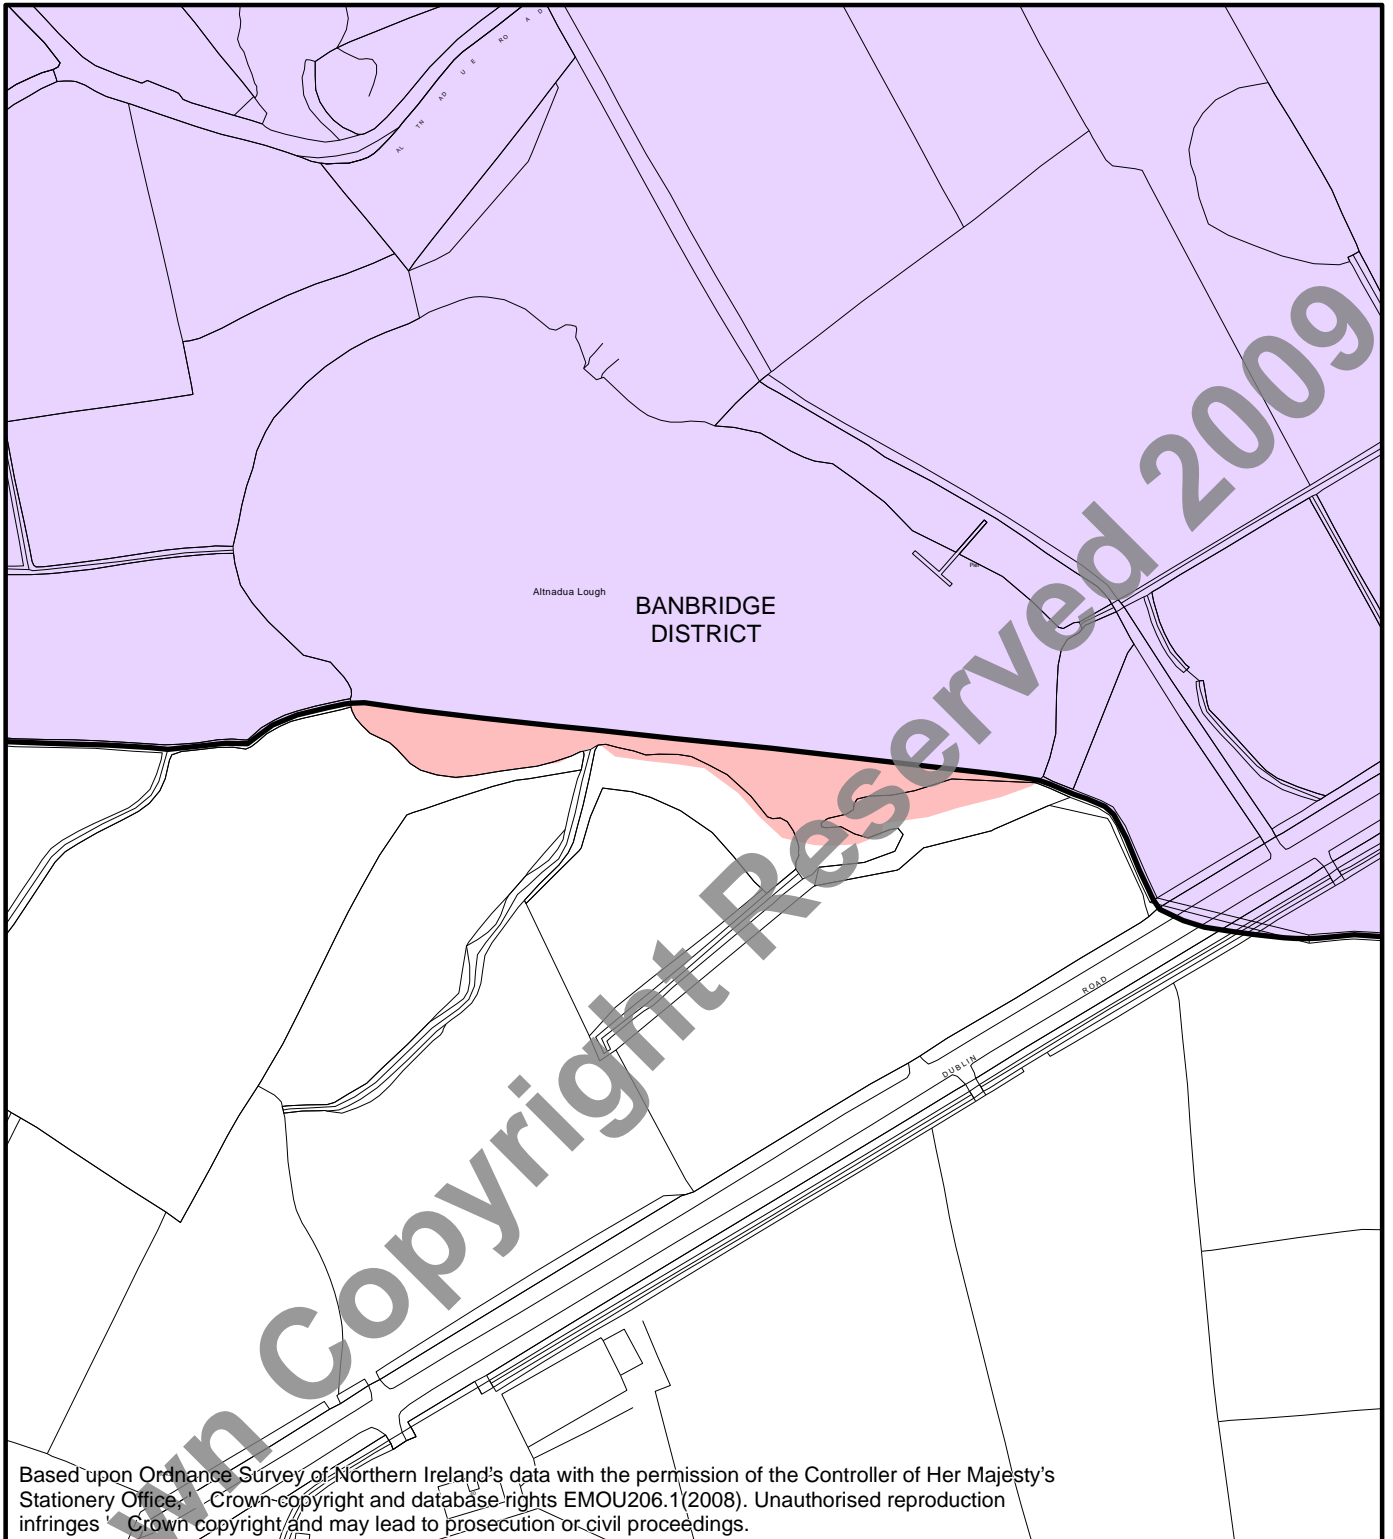 ALTNADUE ROAD
Altnadua Lough
BANBRIDGE
DISTRICT
Pier
DUBLIN ROAD
wn Copyright Reserved 2009
Based upon Ordnance Survey of Northern Ireland's data with the permission of the Controller of Her Majesty's
Stationery Office, ' Crown copyright and database rights EMOU206.1(2008). Unauthorised reproduction
infringes ' Crown copyright and may lead to prosecution or civil proceedings.